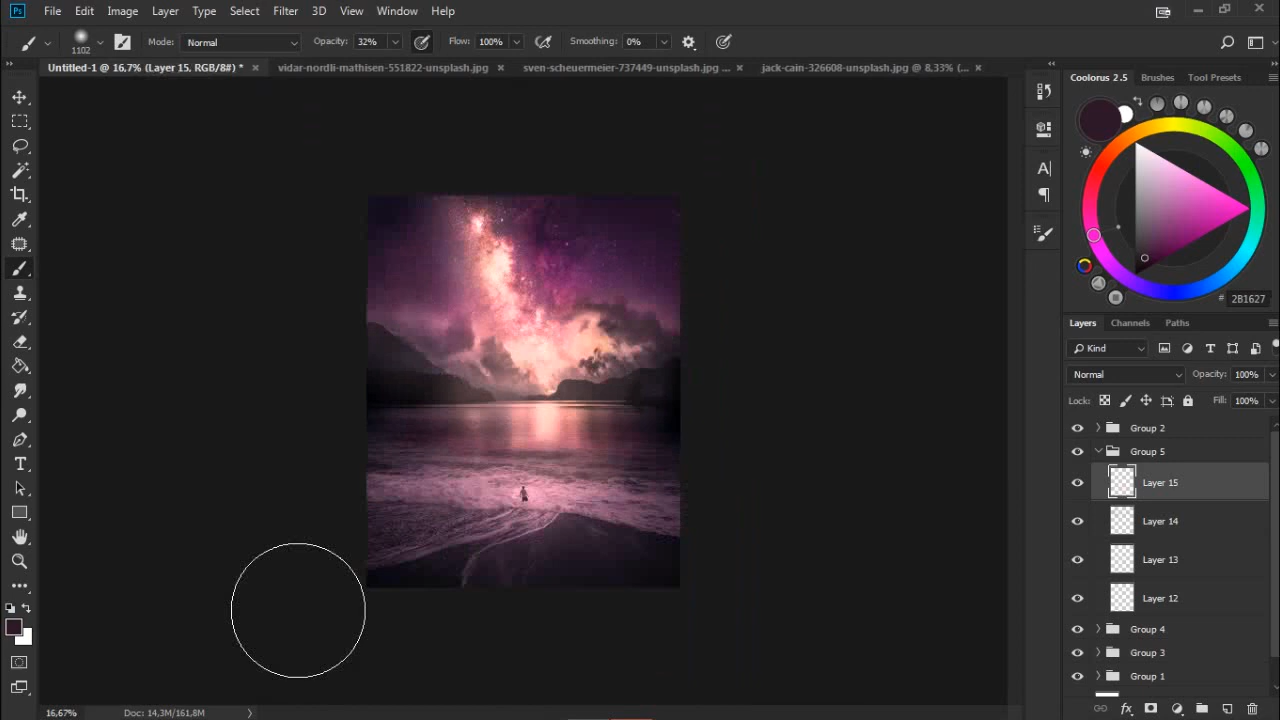 Ps File Edit Image Layer Type Select Filter 3D View Window Help
1102 Mode: Normal Opacity: 32% Flow: 100% Smoothing: 0%
Untitled-1 @ 16,7% (Layer 15, RGB/8#) * × vidar-nordli-mathisen-551822-unsplash.jpg × sven-scheuermeier-737449-unsplash.jpg ... × jack-cain-326608-unsplash.jpg @ 8,33% (... ×
Coolorus 2.5 Brushes Tool Presets
# 2B1627
Layers Channels Paths
Kind
Normal Opacity: 100%
Lock: Fill: 100%
Group 2
Group 5
Layer 15
Layer 14
Layer 13
Layer 12
Group 4
Group 3
Group 1
16,67% Doc: 14,3M/161,8M